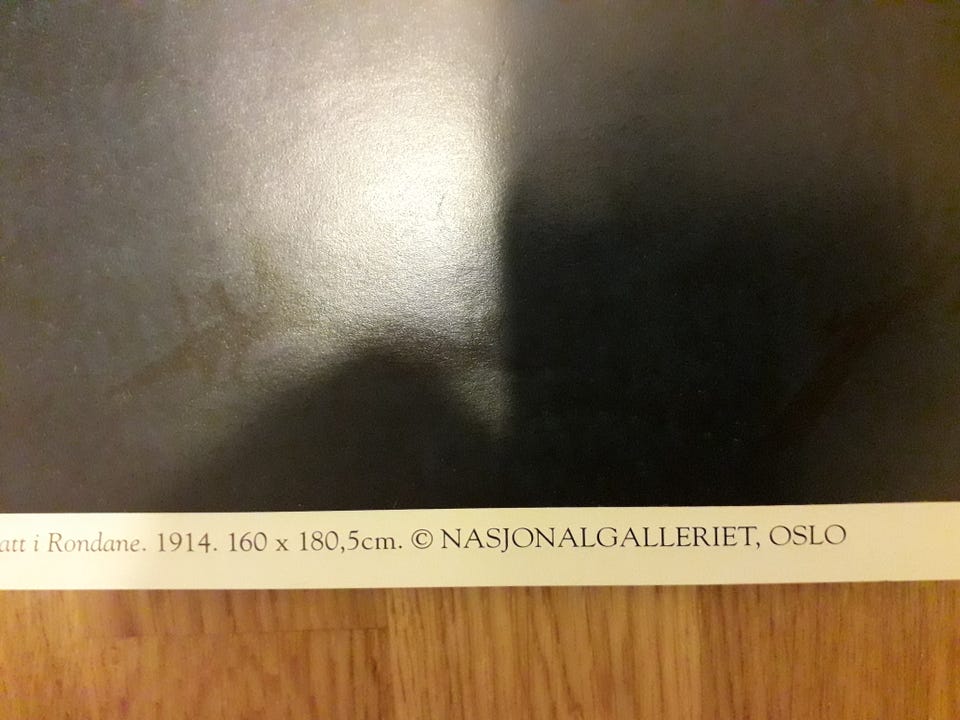 att i Rondane. 1914. 160 x 180,5cm. © NASJONALGALLERIET, OSLO